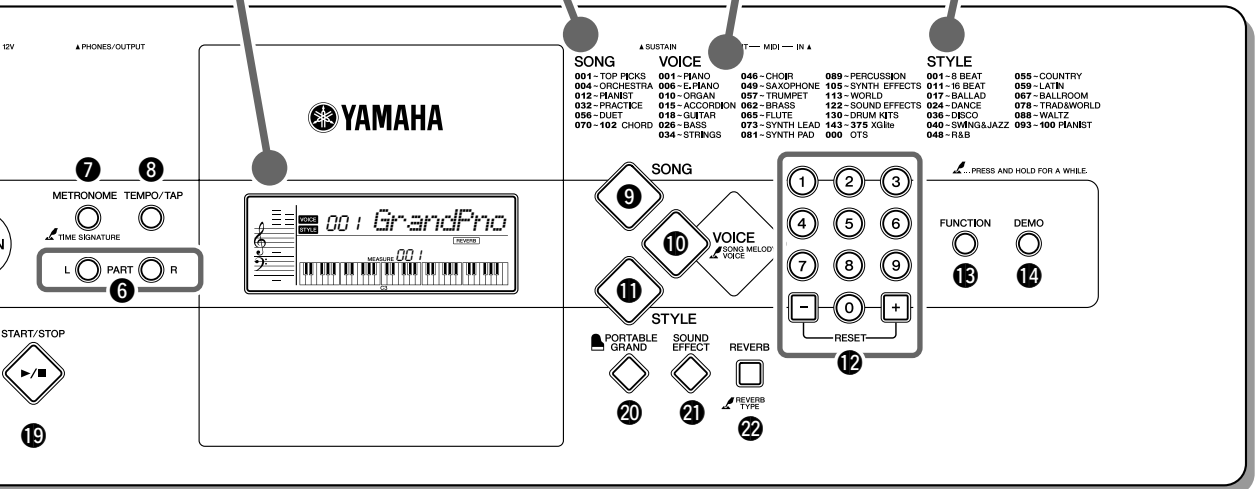 12V
▲PHONES/OUTPUT
▲SUSTAIN
MIDI — IN ▲
SONG
001~TOP PICKS
004~ORCHESTRA
012~PIANIST
032~PRACTICE
056~DUET
070~102 CHORD
VOICE
001~PIANO
006~E.PIANO
010~ORGAN
015~ACCORDION
018~GUITAR
026~BASS
034~STRINGS
046~CHOIR
049~SAXOPHONE
057~TRUMPET
062~BRASS
065~FLUTE
073~SYNTH LEAD
081~SYNTH PAD
089~PERCUSSION
105~SYNTH EFFECTS
113~WORLD
122~SOUND EFFECTS
130~DRUM KITS
143~375 XGlite
000 OTS
STYLE
001~8 BEAT
011~16 BEAT
017~BALLAD
024~DANCE
036~DISCO
040~SWING&JAZZ
048~R&B
055~COUNTRY
059~LATIN
067~BALLROOM
078~TRAD&WORLD
088~WALTZ
093~100 PIANIST
YAMAHA
7
8
METRONOME
TEMPO/TAP
TIME SIGNATURE
N
L
PART
R
6
START/STOP
►/■
19
VOICE
STYLE
001 GrandPno
REVERB
MEASURE 001
C3
SONG
9
10
11
VOICE
SONG MELODY
VOICE
STYLE
PORTABLE
GRAND
SOUND
EFFECT
REVERB
REVERB
TYPE
20
21
22
1
2
3
4
5
6
7
8
9
−
0
+
RESET
12
...PRESS AND HOLD FOR A WHILE.
FUNCTION
DEMO
13
14